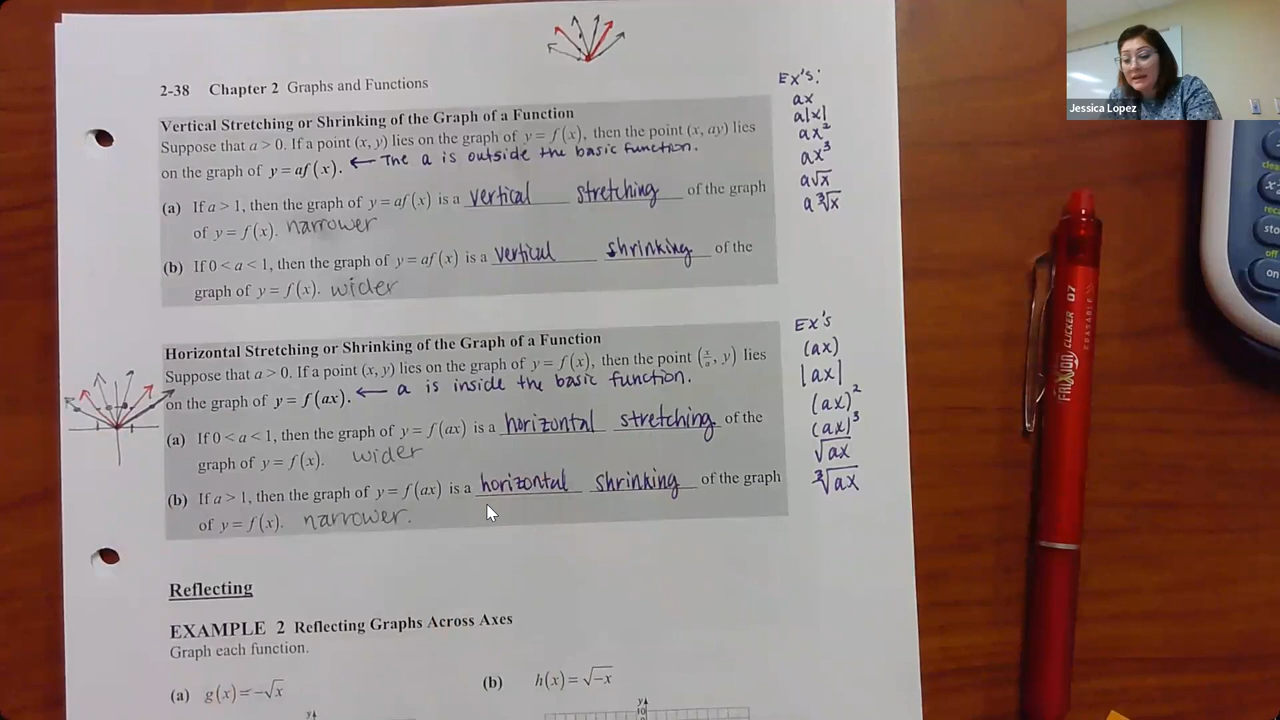 Jessica Lopez
2-38 Chapter 2 Graphs and Functions
Vertical Stretching or Shrinking of the Graph of a Function
Suppose that a > 0. If a point (x, y) lies on the graph of y = f(x), then the point (x, ay) lies
on the graph of y = af(x). ← The a is outside the basic function.
(a) If a > 1, then the graph of y = af(x) is a vertical stretching of the graph
of y = f(x). narrower
(b) If 0 < a < 1, then the graph of y = af(x) is a vertical shrinking of the
graph of y = f(x). wider
Ex's:
ax
a|x|
ax²
ax³
a√x
a∛x
Horizontal Stretching or Shrinking of the Graph of a Function
Suppose that a > 0. If a point (x, y) lies on the graph of y = f(x), then the point (x/a, y) lies
on the graph of y = f(ax). ← a is inside the basic function.
(a) If 0 < a < 1, then the graph of y = f(ax) is a horizontal stretching of the
graph of y = f(x). wider
(b) If a > 1, then the graph of y = f(ax) is a horizontal shrinking of the graph
of y = f(x). narrower.
Ex's
(ax)
|ax|
(ax)²
(ax)³
√ax
∛ax
Reflecting
EXAMPLE 2 Reflecting Graphs Across Axes
Graph each function.
(a) g(x) = -√x
(b) h(x) = √-x
y
y
10
FRIXION CLICKER 07
ERASABLE
sto
off
on